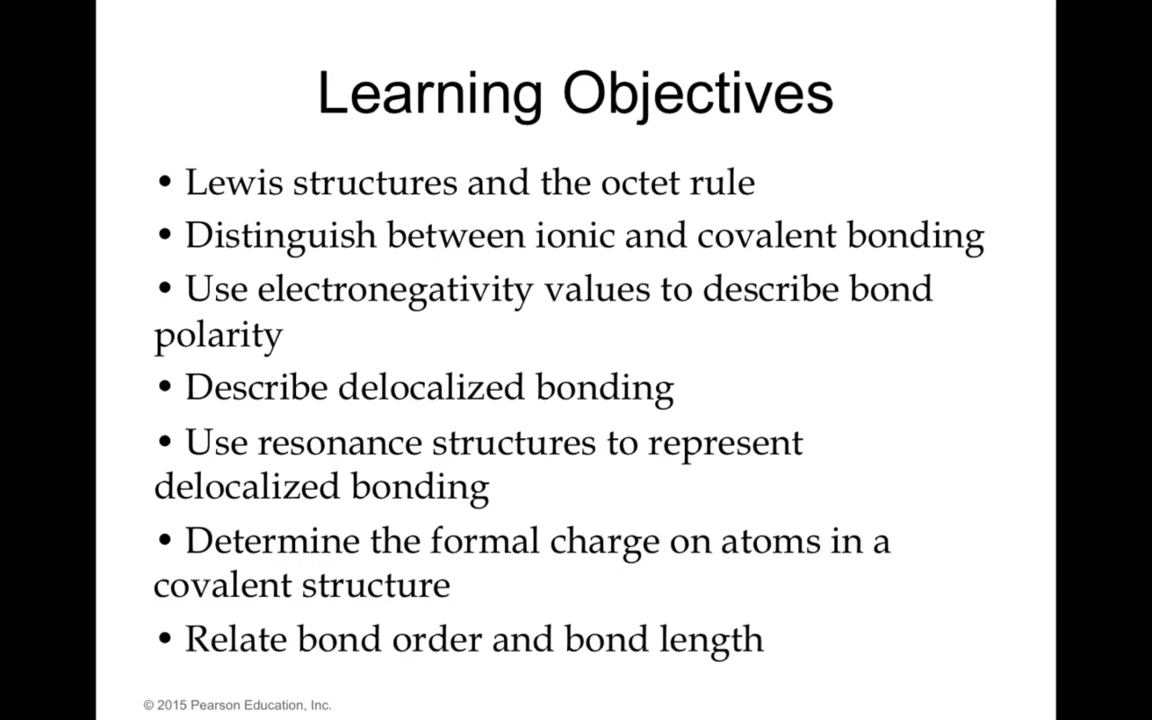 Learning Objectives
• Lewis structures and the octet rule
• Distinguish between ionic and covalent bonding
• Use electronegativity values to describe bond
polarity
• Describe delocalized bonding
• Use resonance structures to represent
delocalized bonding
• Determine the formal charge on atoms in a
covalent structure
• Relate bond order and bond length
© 2015 Pearson Education, Inc.